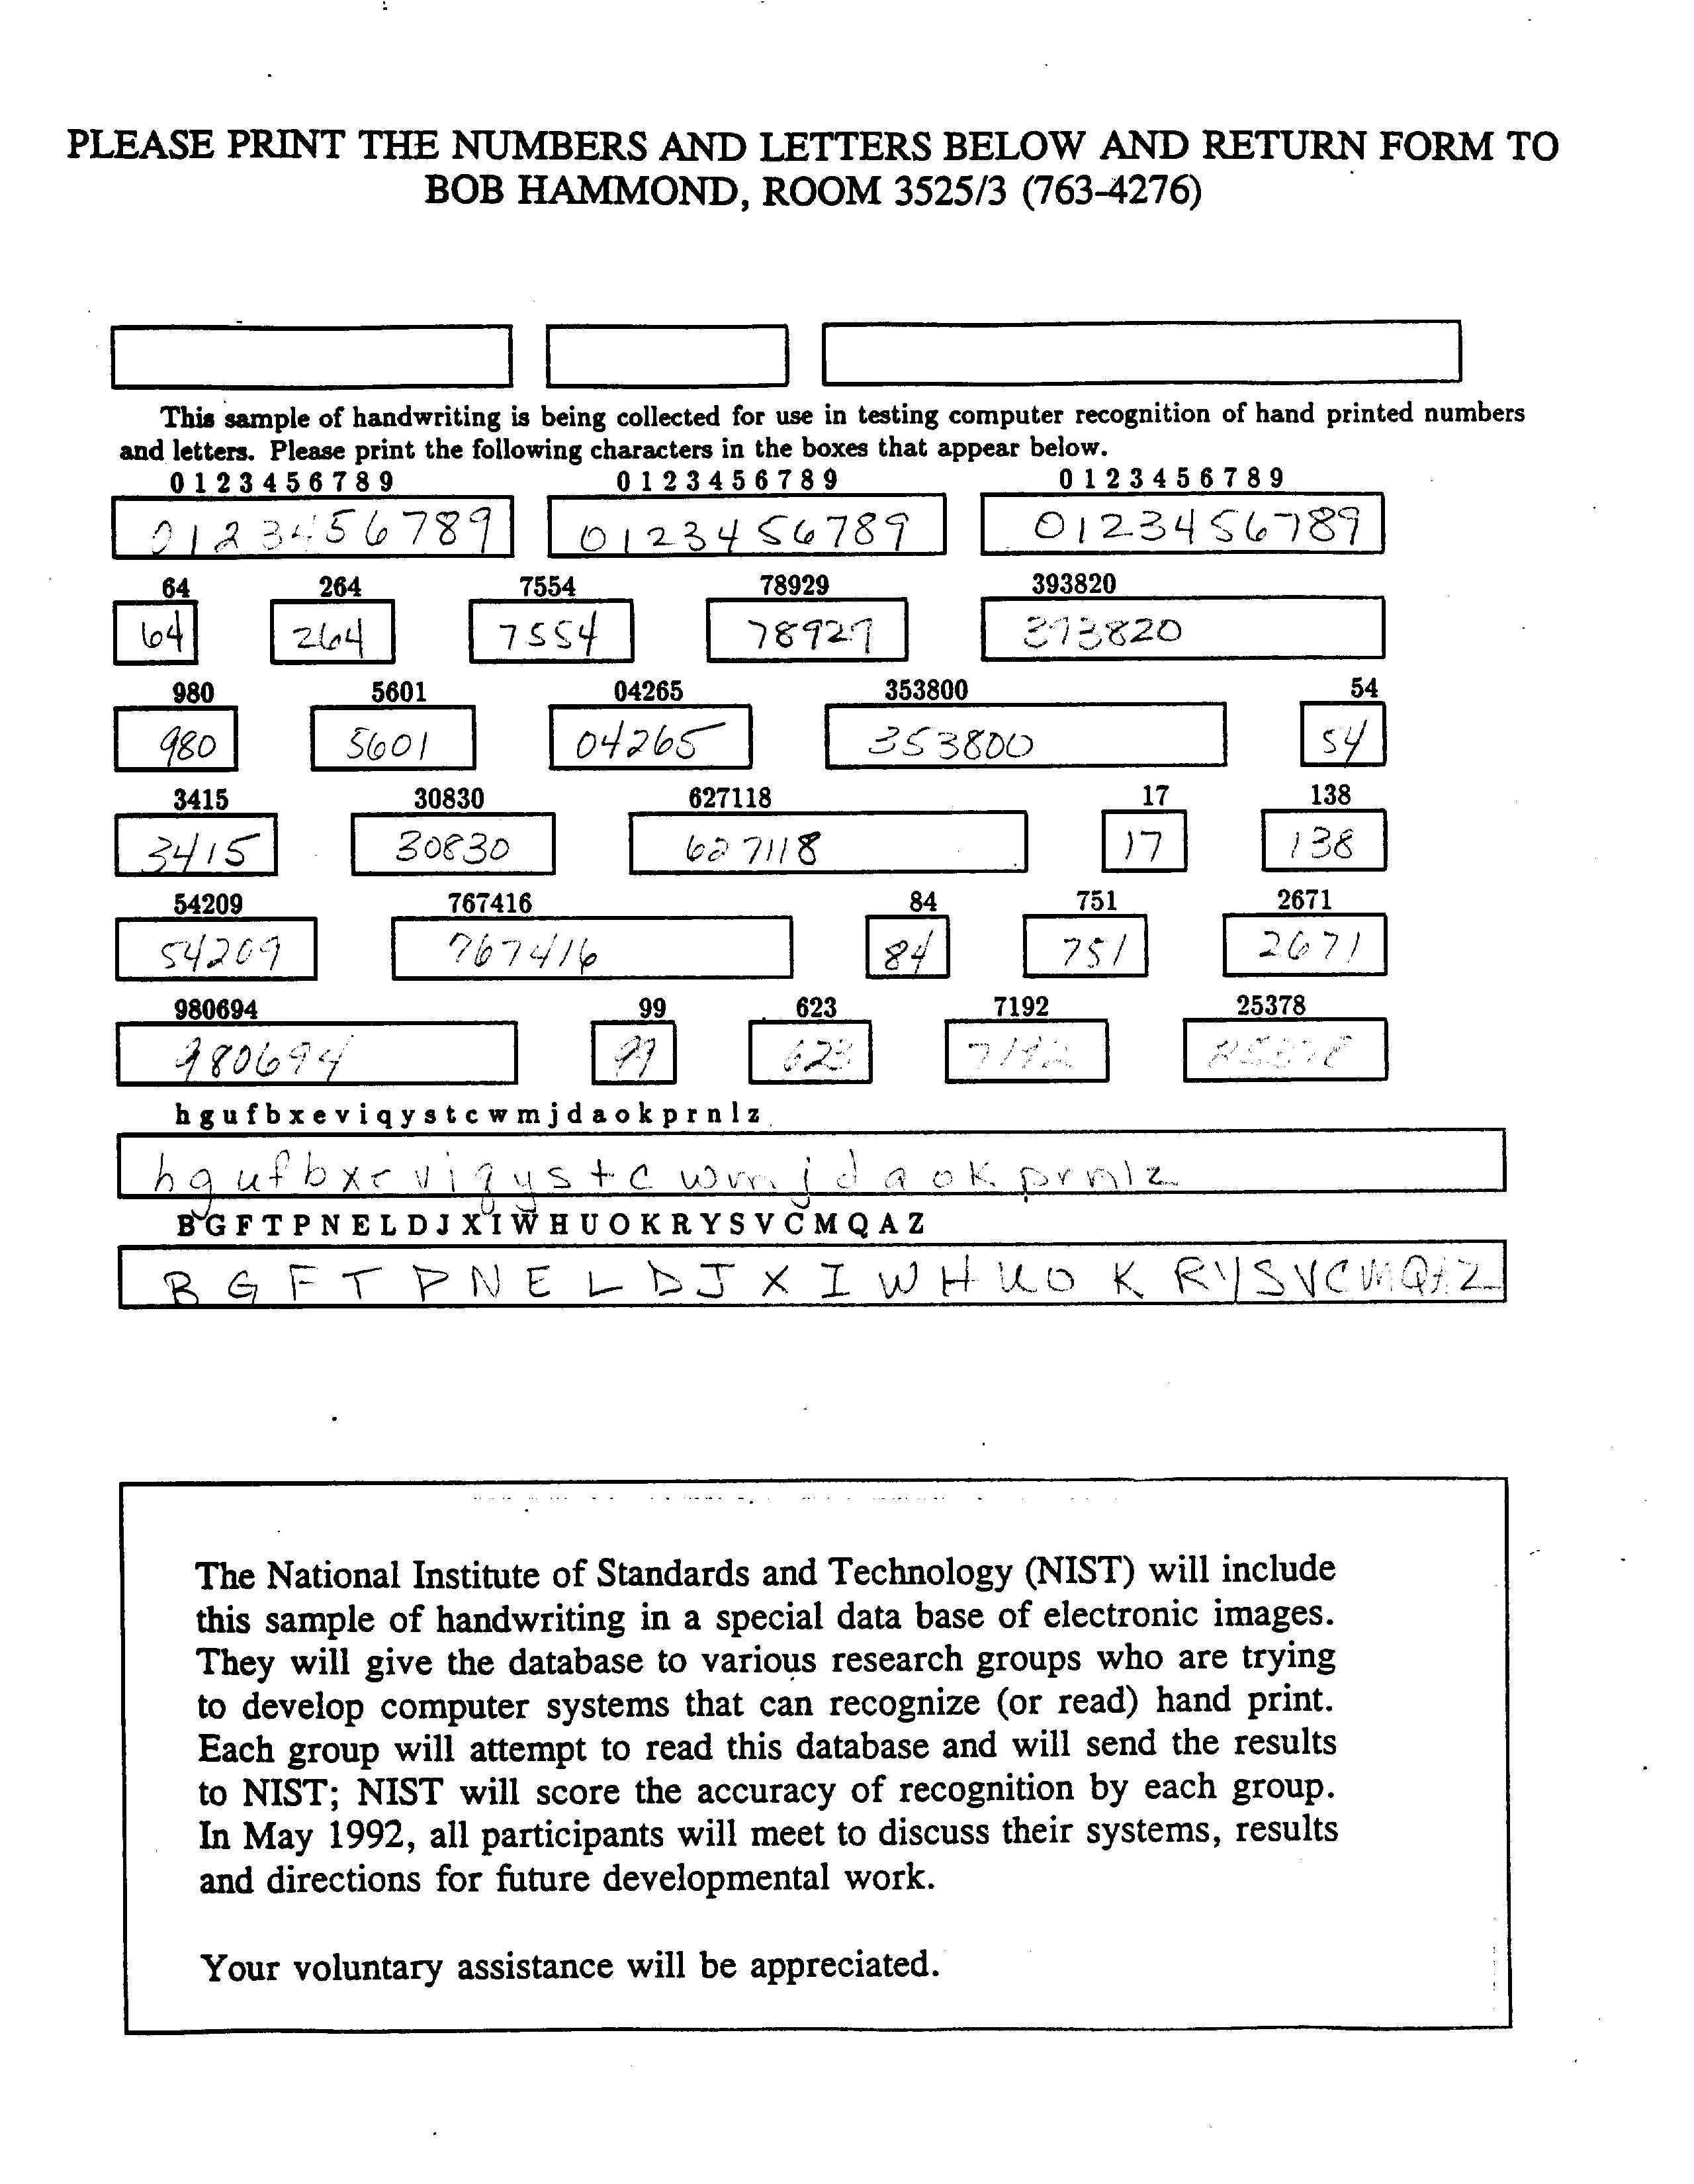 PLEASE PRINT THE NUMBERS AND LETTERS BELOW AND RETURN FORM TO
BOB HAMMOND, ROOM 3525/3 (763-4276)
This sample of handwriting is being collected for use in testing computer recognition of hand printed numbers
and letters. Please print the following characters in the boxes that appear below.
0 1 2 3 4 5 6 7 8 9 0 1 2 3 4 5 6 7 8 9 0 1 2 3 4 5 6 7 8 9
0123456789 0123456789 0123456789
64 264 7554 78929 393820
64 264 7554 78929 393820
980 5601 04265 353800 54
980 5601 04265 353800 54
3415 30830 627118 17 138
3415 30830 627118 17 138
54209 767416 84 751 2671
54209 767416 84 751 2671
980694 99 623 7192 25378
980694 99 623 7192 25378
h g u f b x e v i q y s t c w m j d a o k p r n l z
h g u f b x e v i q y s t c w m j d a o k p r n l z
B G F T P N E L D J X I W H U O K R Y S V C M Q A Z
B G F T P N E L D J X I W H U O K R Y S V C M Q A Z
The National Institute of Standards and Technology (NIST) will include
this sample of handwriting in a special data base of electronic images.
They will give the database to various research groups who are trying
to develop computer systems that can recognize (or read) hand print.
Each group will attempt to read this database and will send the results
to NIST; NIST will score the accuracy of recognition by each group.
In May 1992, all participants will meet to discuss their systems, results
and directions for future developmental work.
Your voluntary assistance will be appreciated.